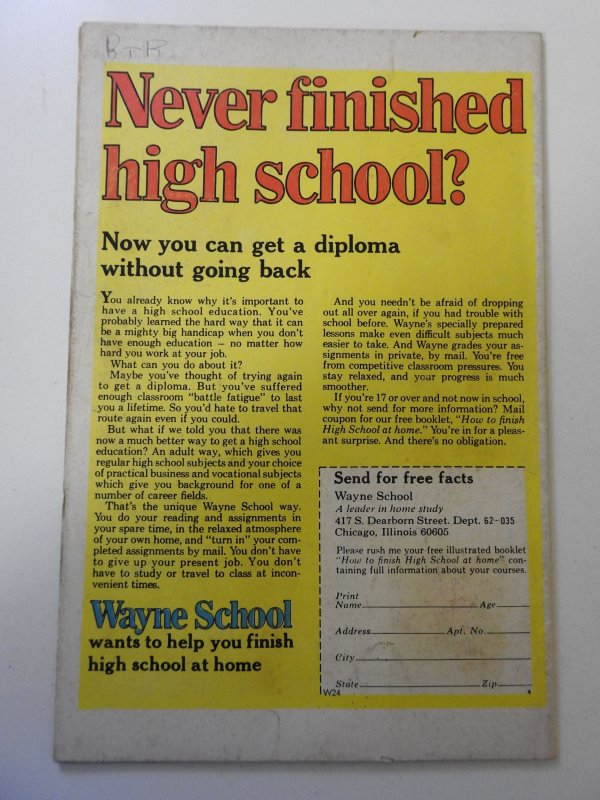 B-R
Never finished
high school?
Now you can get a diploma
without going back
You already know why it's important to
have a high school education. You've
probably learned the hard way that it can
be a mighty big handicap when you don't
have enough education – no matter how
hard you work at your job.
What can you do about it?
Maybe you've thought of trying again
to get a diploma. But you've suffered
enough classroom "battle fatigue" to last
you a lifetime. So you'd hate to travel that
route again even if you could.
But what if we told you that there was
now a much better way to get a high school
education? An adult way, which gives you
regular high school subjects and your choice
of practical business and vocational subjects
which give you background for one of a
number of career fields.
That's the unique Wayne School way.
You do your reading and assignments in
your spare time, in the relaxed atmosphere
of your own home, and "turn in" your com-
pleted assignments by mail. You don't have
to give up your present job. You don't
have to study or travel to class at incon-
venient times.
Wayne School
wants to help you finish
high school at home
And you needn't be afraid of dropping
out all over again, if you had trouble with
school before. Wayne's specially prepared
lessons make even difficult subjects much
easier to take. And Wayne grades your as-
signments in private, by mail. You're free
from competitive classroom pressures. You
stay relaxed, and your progress is much
smoother.
If you're 17 or over and not now in school,
why not send for more information? Mail
coupon for our free booklet, "How to finish
High School at home." You're in for a pleas-
ant surprise. And there's no obligation.
Send for free facts
Wayne School
A leader in home study
417 S. Dearborn Street. Dept. 62-035
Chicago, Illinois 60605
Please rush me your free illustrated booklet
"How to finish High School at home" con-
taining full information about your courses.
Print
Name Age
Address Apt. No.
City
State Zip
W24 4